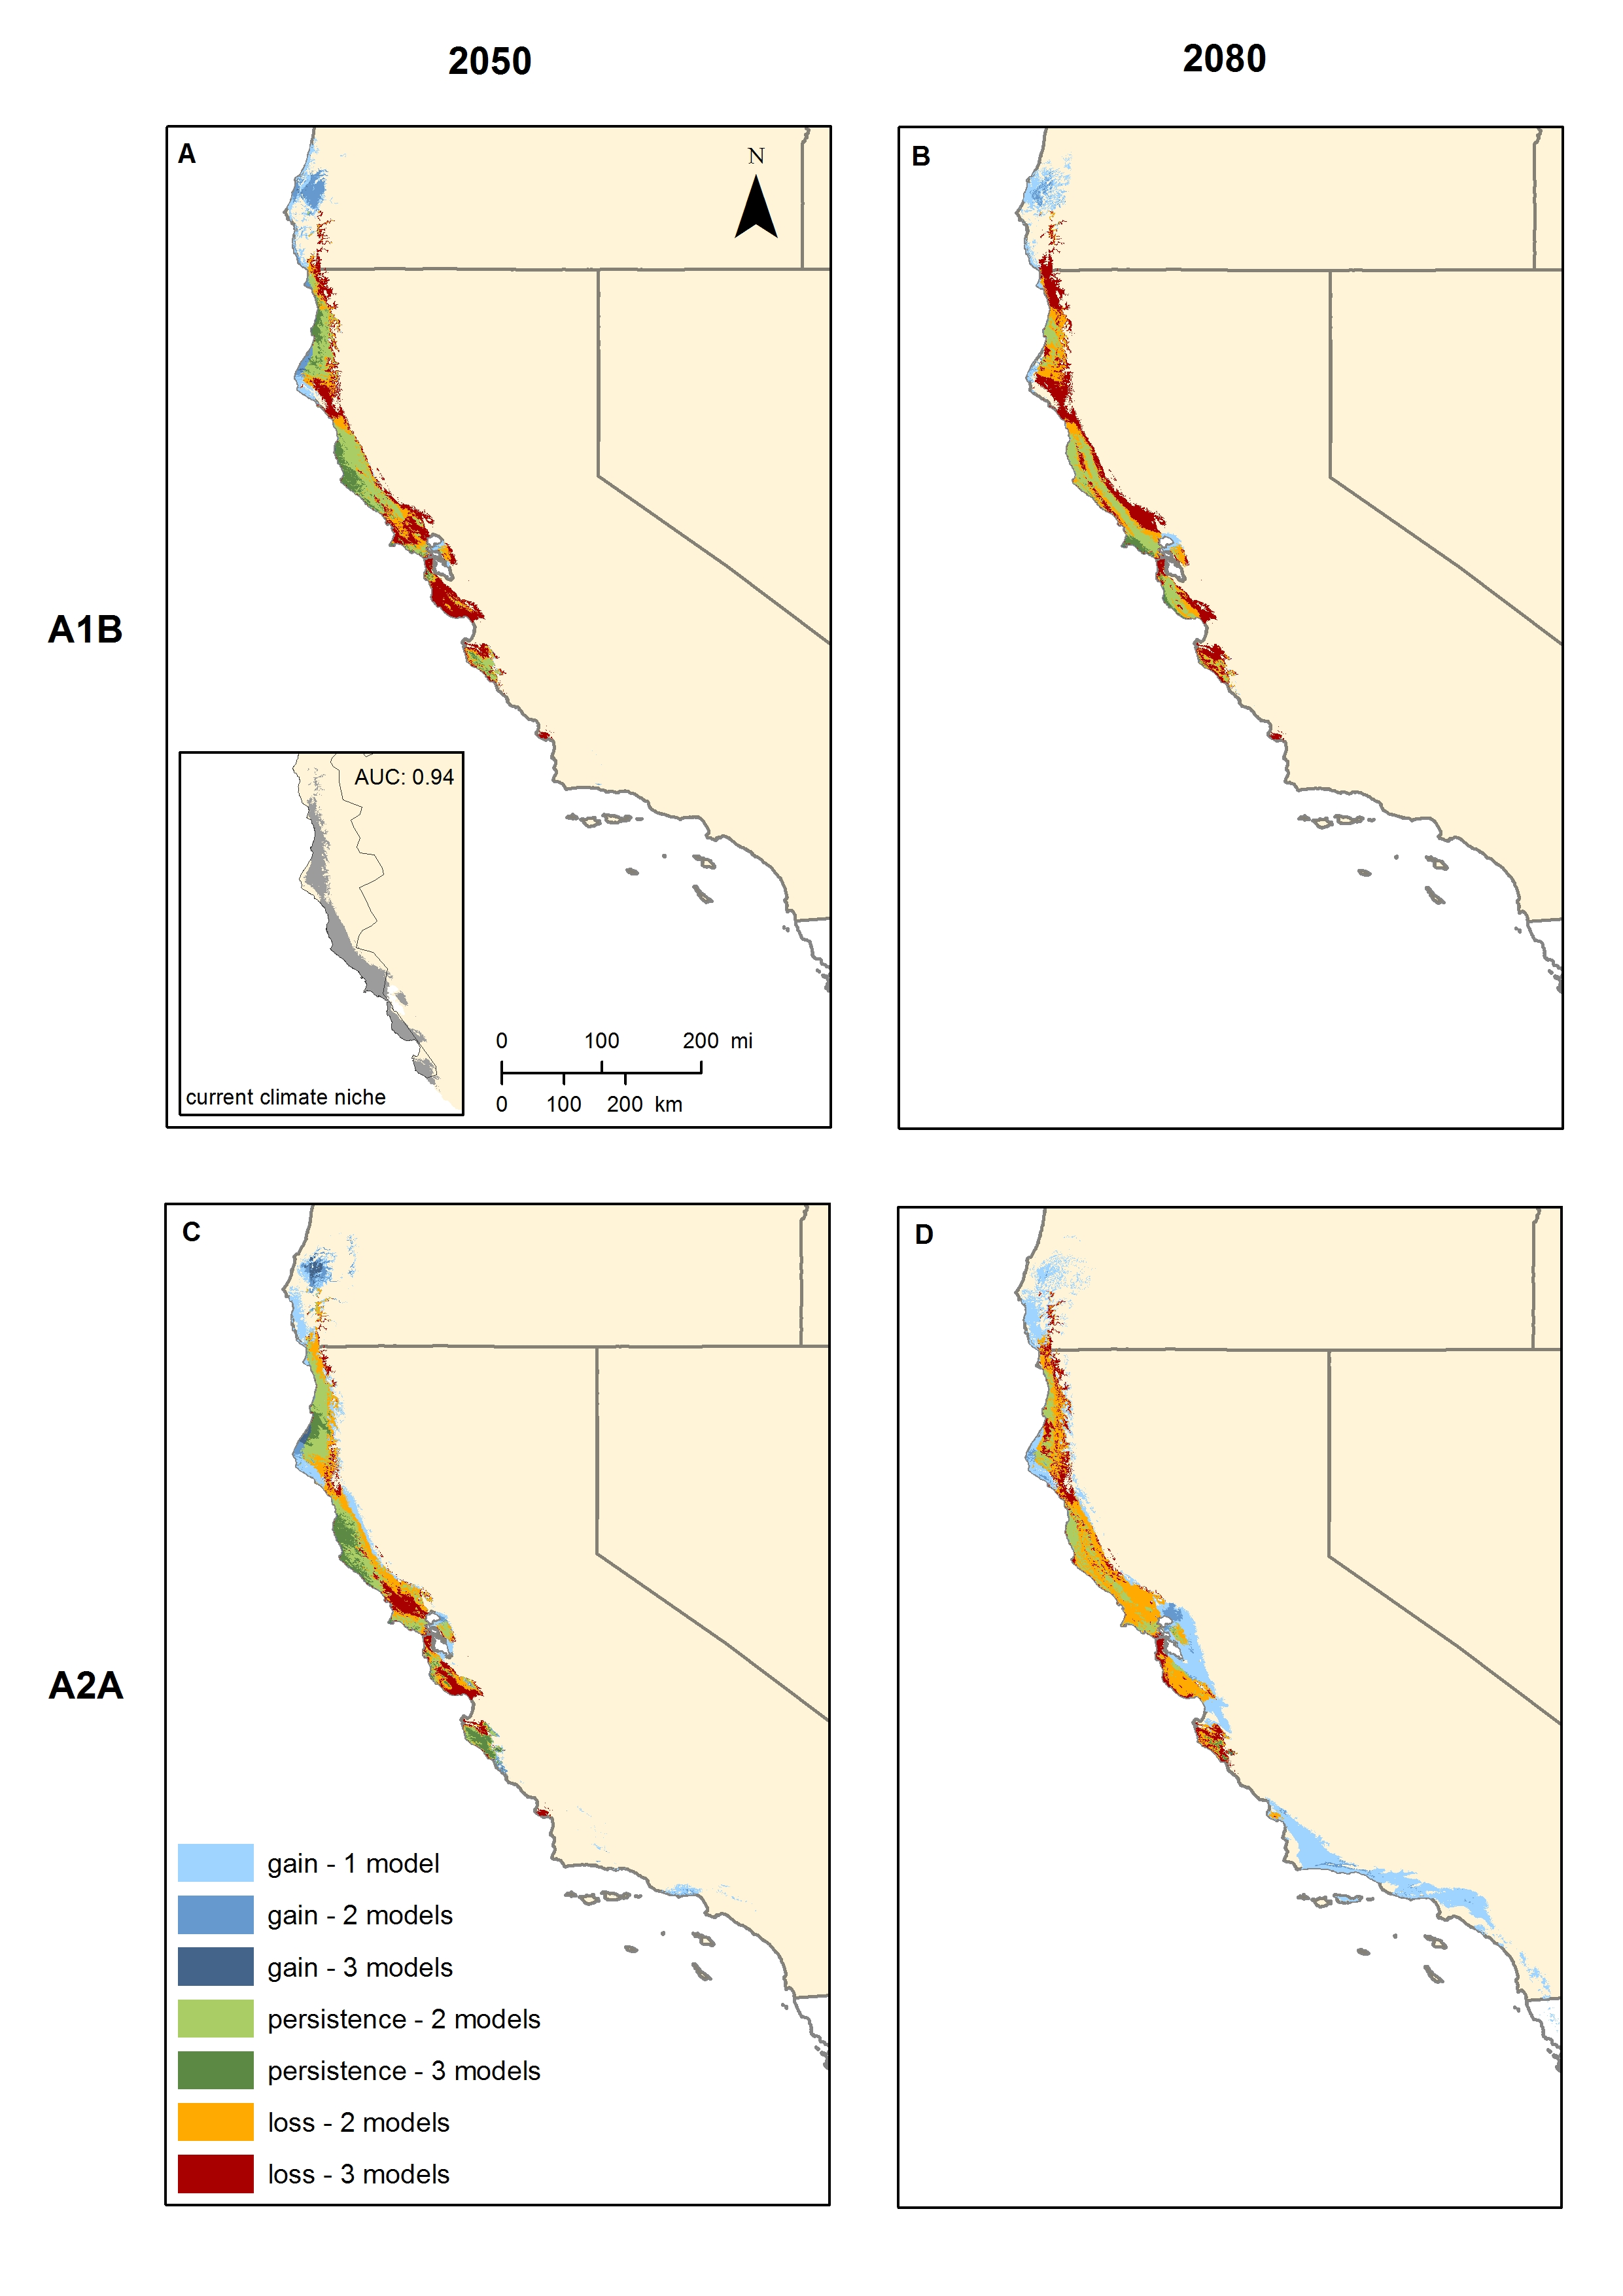 2050
2080
A
N
B
A1B
AUC: 0.94
current climate niche
0 100 200 mi
0 100 200 km
C
D
A2A
gain - 1 model
gain - 2 models
gain - 3 models
persistence - 2 models
persistence - 3 models
loss - 2 models
loss - 3 models